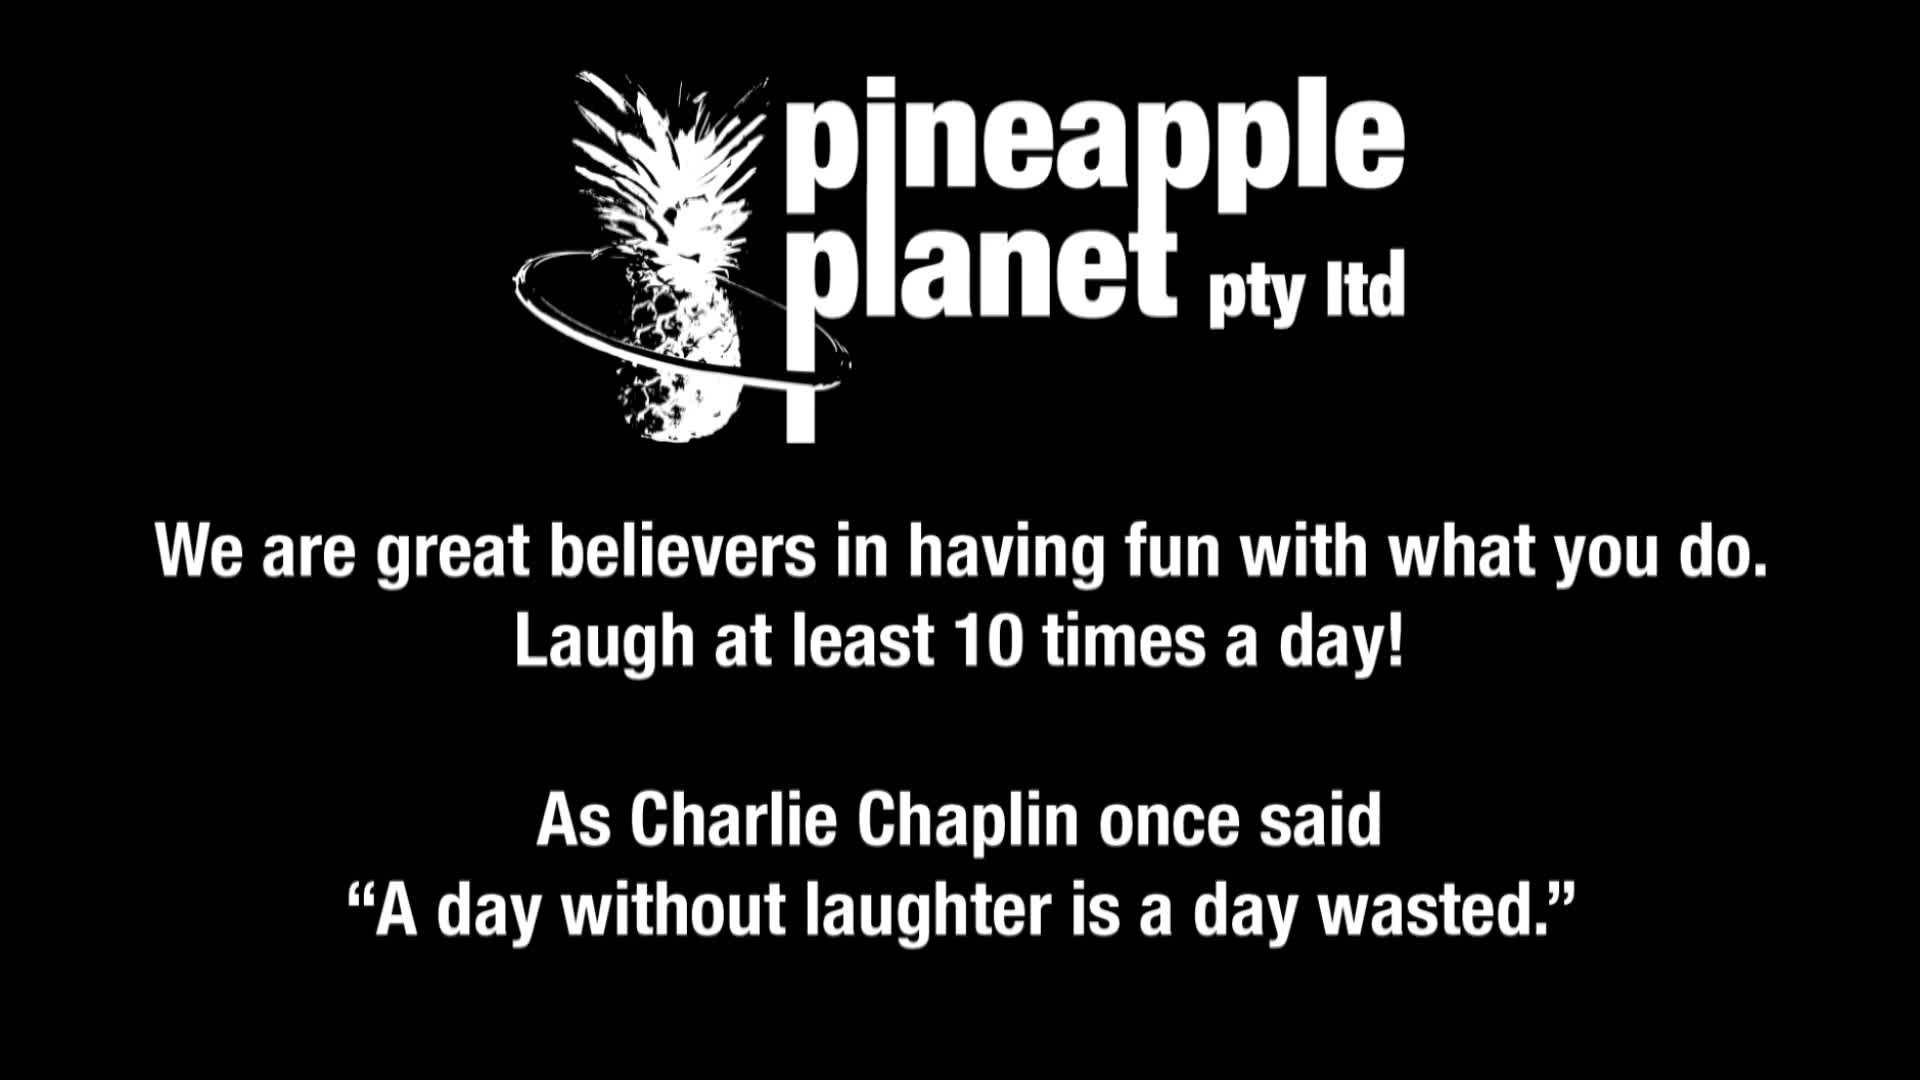 pineapple
planet pty ltd
We are great believers in having fun with what you do.
Laugh at least 10 times a day!
As Charlie Chaplin once said
“A day without laughter is a day wasted.”